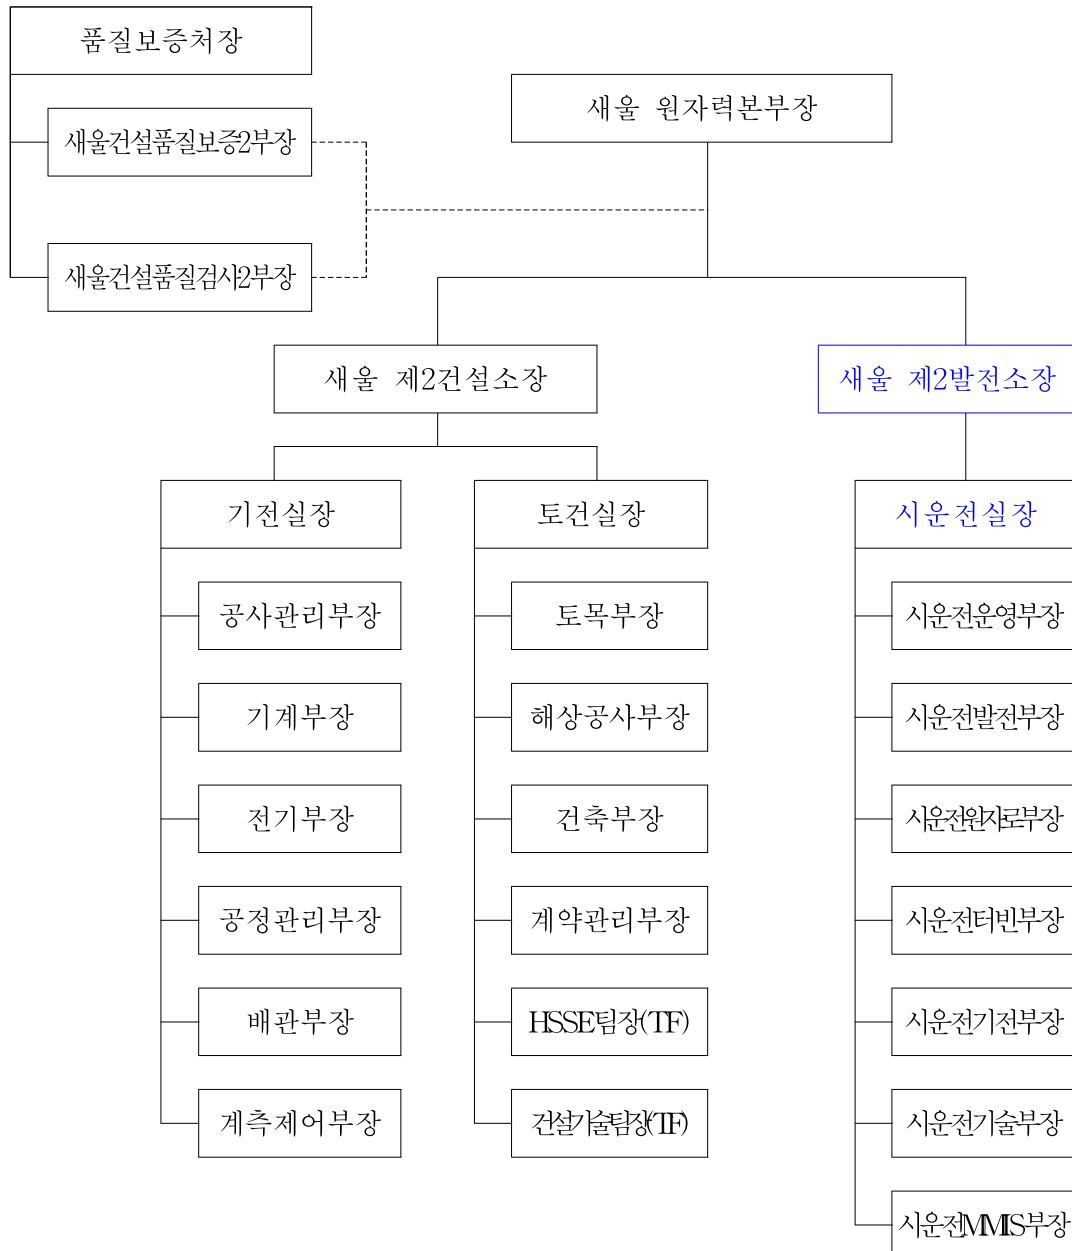 품질보증처장
새울 원자력본부장
새울건설품질보증2부장
새울건설품질검사2부장
새울 제2건설소장
새울 제2발전소장
기전실장
토건실장
시운전실장
공사관리부장
토목부장
시운전운영부장
기계부장
해상공사부장
시운전발전부장
전기부장
건축부장
시운전원자로부장
공정관리부장
계약관리부장
시운전터빈부장
배관부장
HSSE팀장(TF)
시운전기전부장
계측제어부장
건설기술팀장(TF)
시운전기술부장
시운전MMIS부장